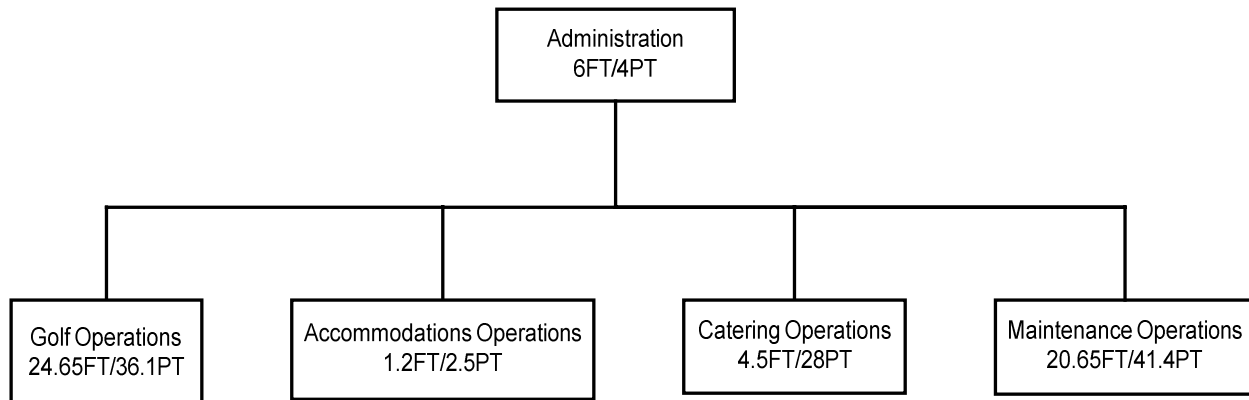 Administration
6FT/4PT
Golf Operations
24.65FT/36.1PT
Accommodations Operations
1.2FT/2.5PT
Catering Operations
4.5FT/28PT
Maintenance Operations
20.65FT/41.4PT